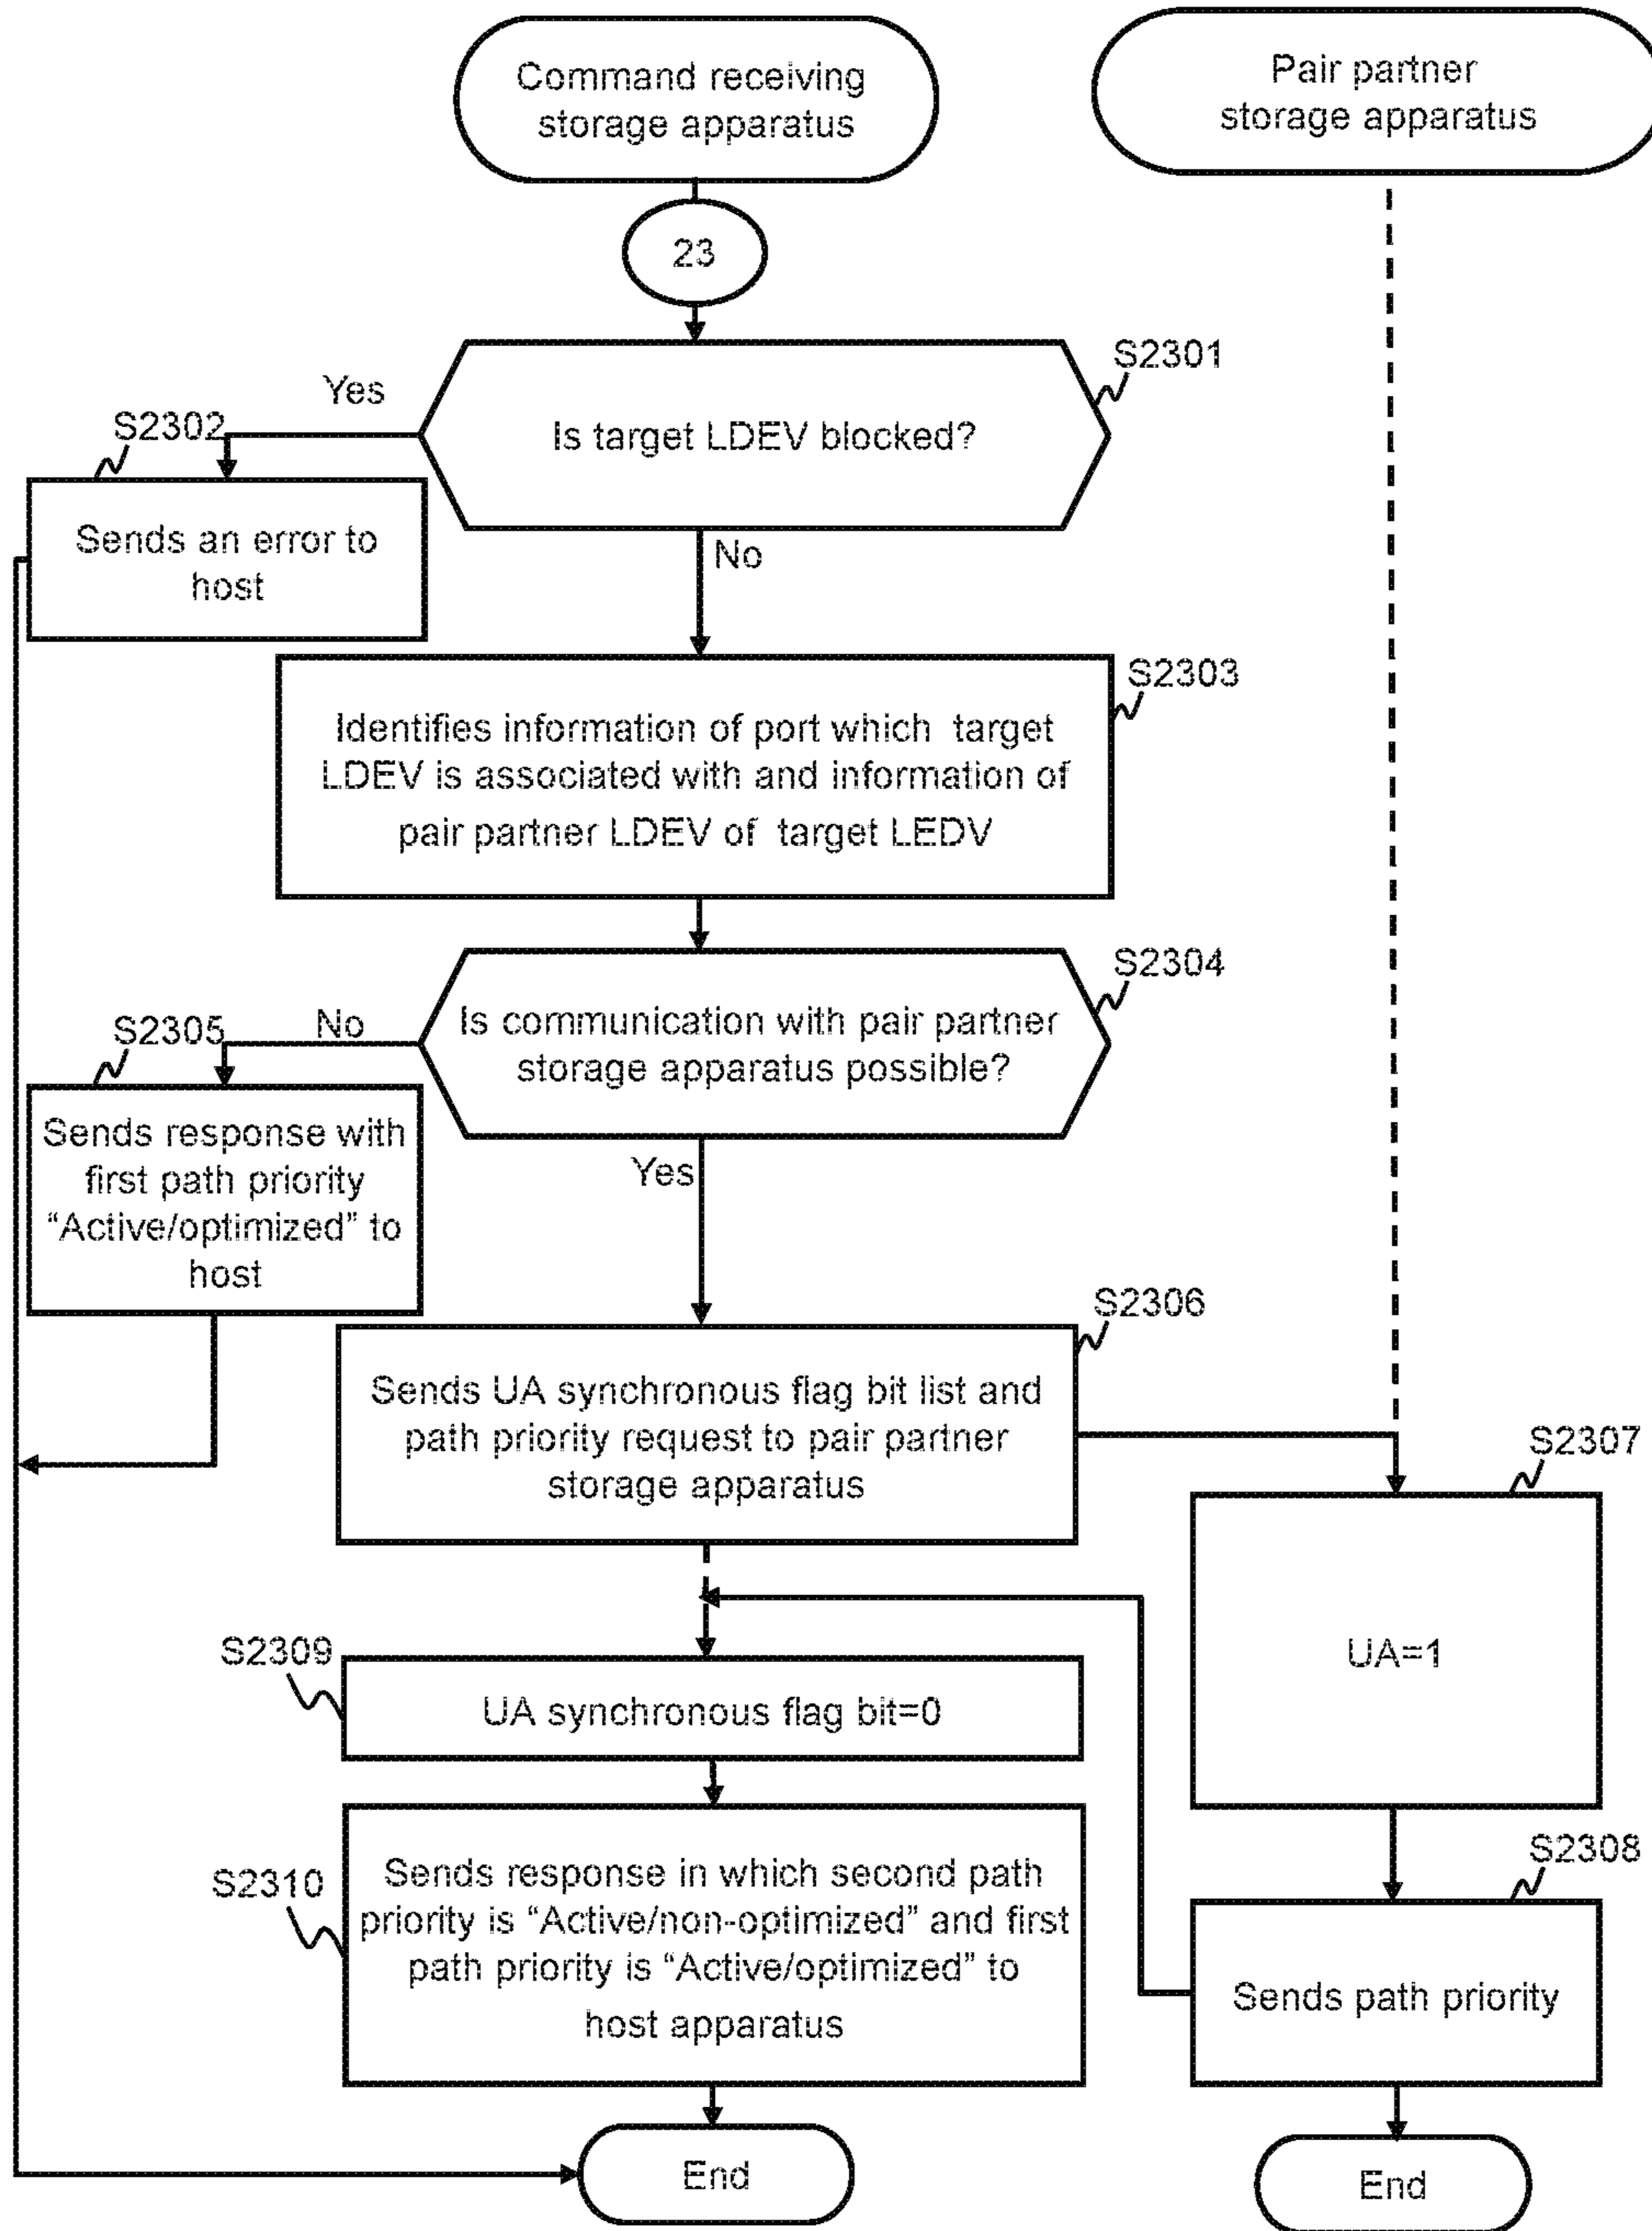 Command receiving
storage apparatus
Pair partner
storage apparatus
23
S2301
Is target LDEV blocked?
Yes
S2302
Sends an error to
host
No
S2303
Identifies information of port which target
LDEV is associated with and information of
pair partner LDEV of target LEDV
S2304
Is communication with pair partner
storage apparatus possible?
No
S2305
Sends response with
first path priority
“Active/optimized” to
host
Yes
S2306
Sends UA synchronous flag bit list and
path priority request to pair partner
storage apparatus
S2307
UA=1
S2309
UA synchronous flag bit=0
S2308
Sends path priority
S2310
Sends response in which second path
priority is “Active/non-optimized” and first
path priority is “Active/optimized” to
host apparatus
End
End